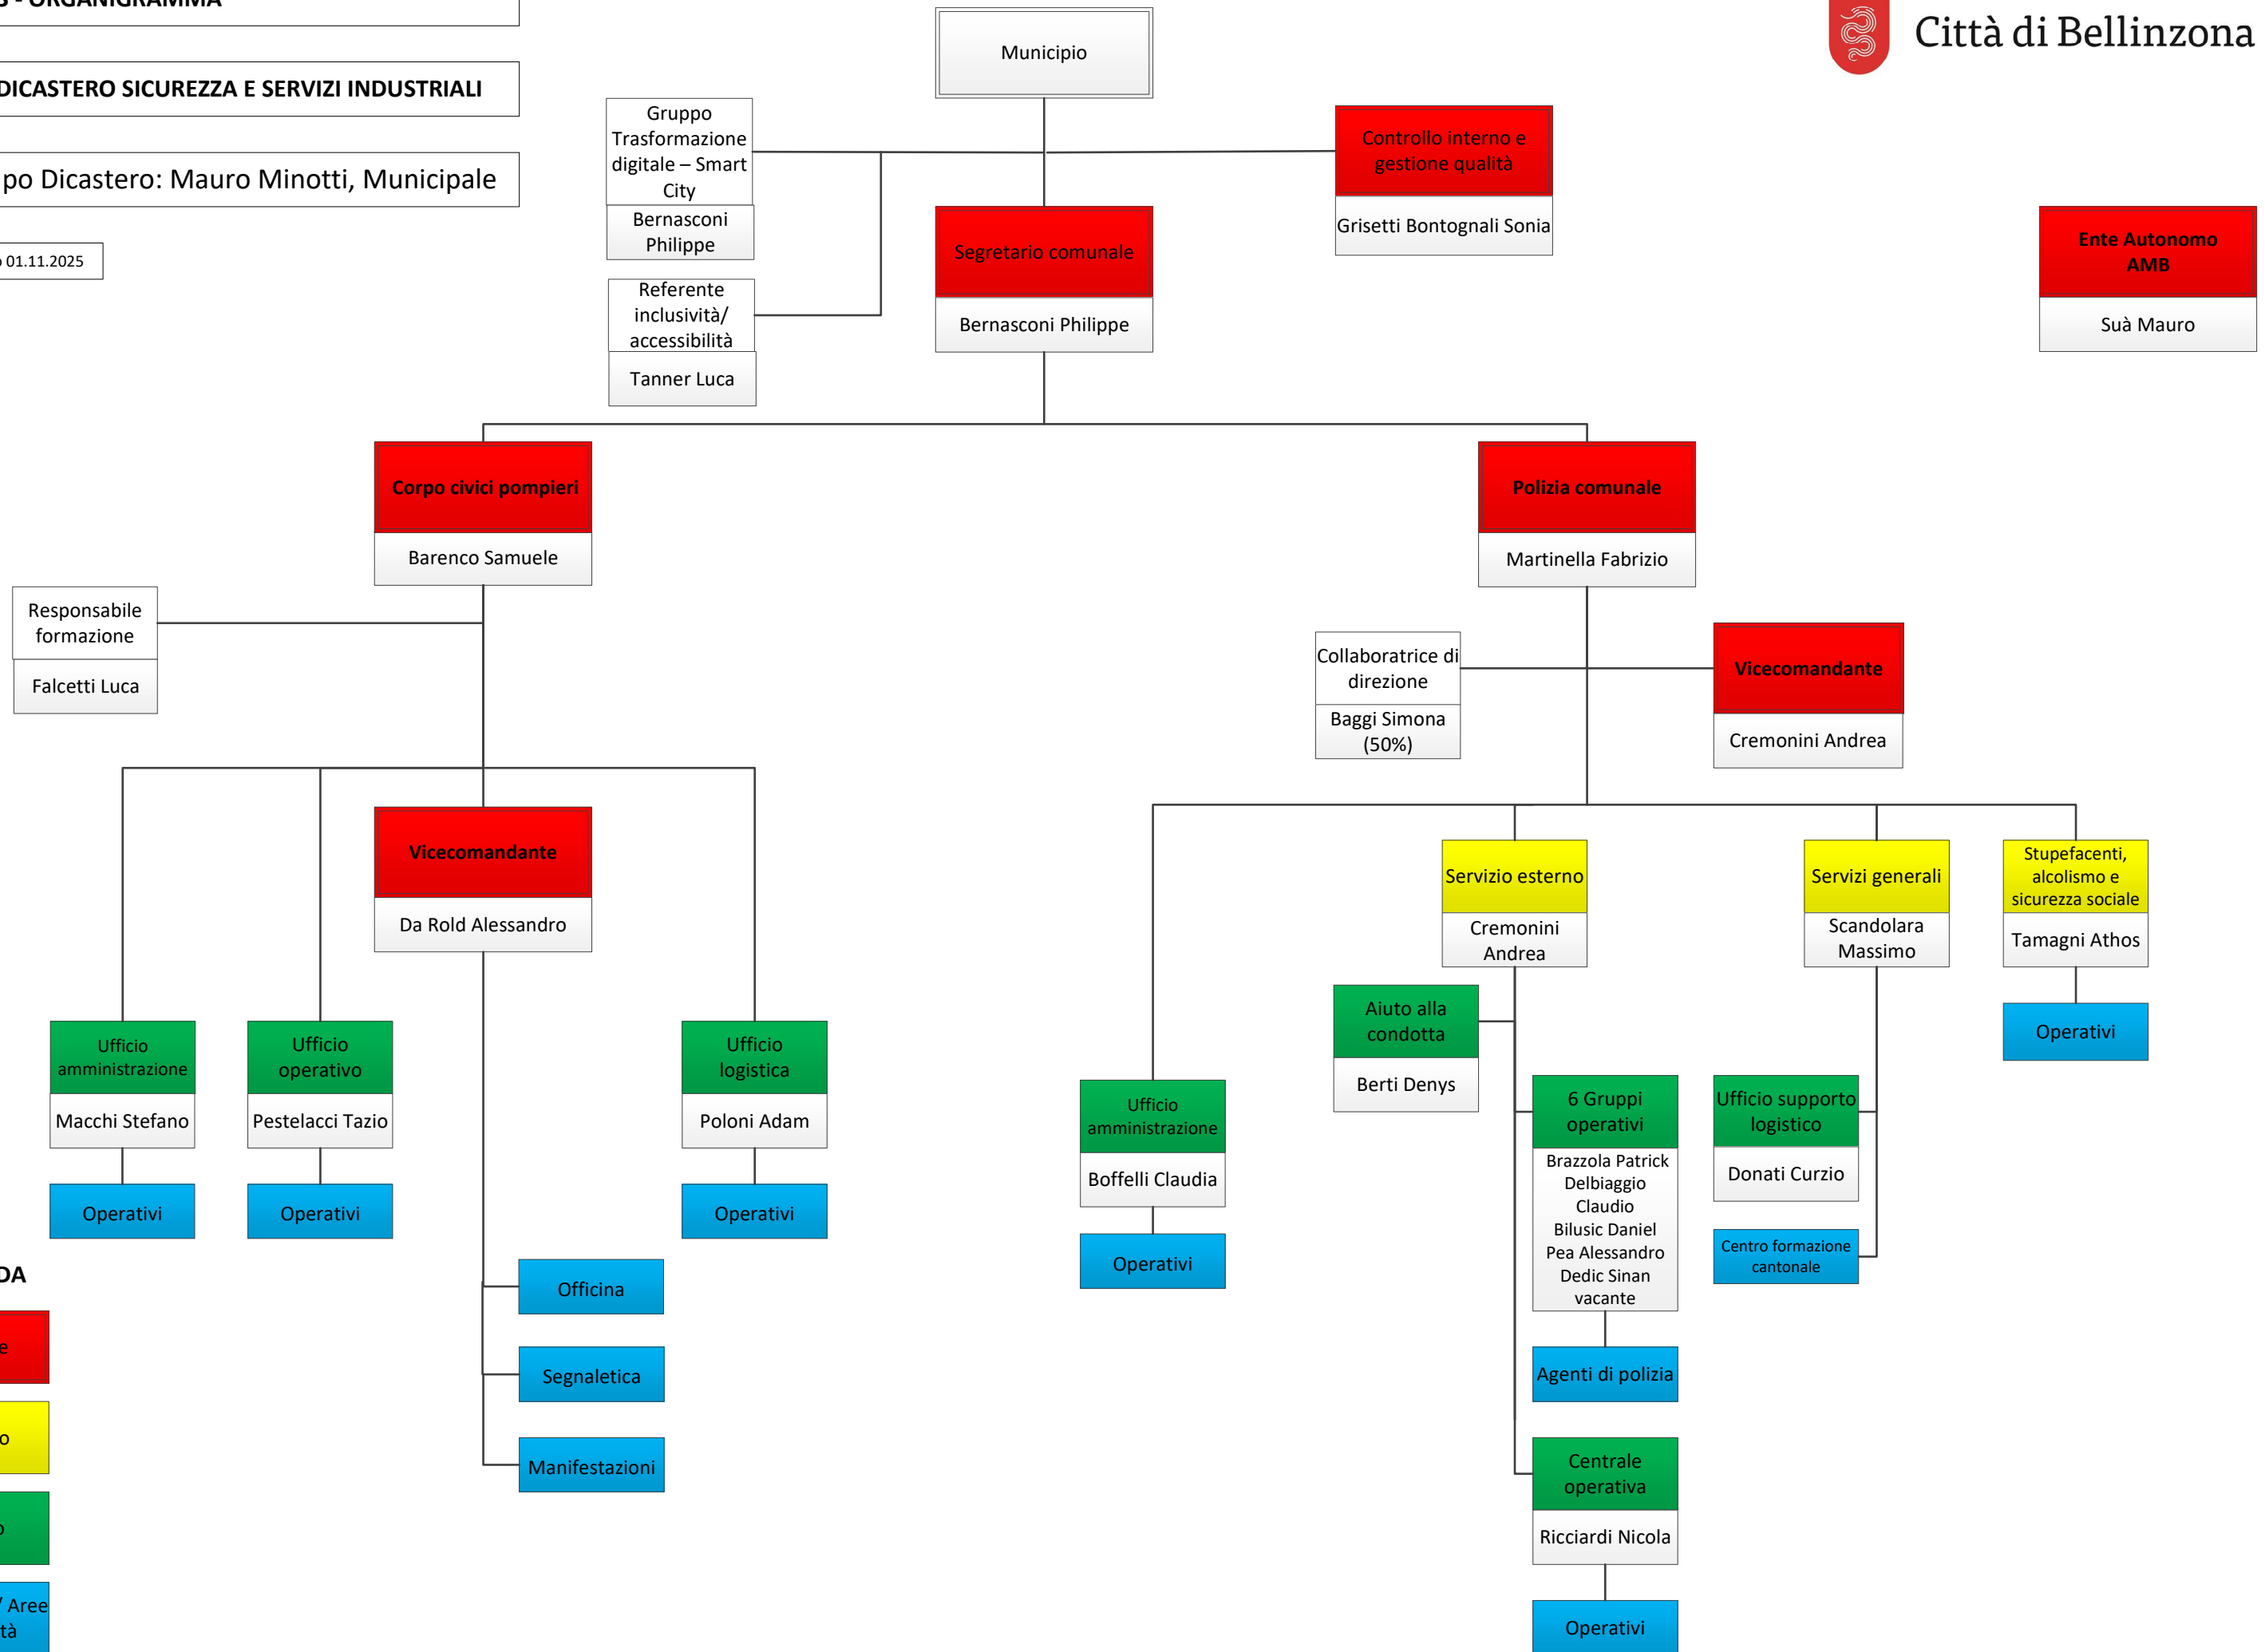 - ORGANIGRAMMA
DICASTERO SICUREZZA E SERVIZI INDUSTRIALI
po Dicastero: Mauro Minotti, Municipale
01.11.2025
Città di Bellinzona
Municipio
Gruppo
Trasformazione
digitale – Smart
City
Bernasconi
Philippe
Controllo interno e
gestione qualità
Grisetti Bontognali Sonia
Referente
inclusività/
accessibilità
Tanner Luca
Segretario comunale
Bernasconi Philippe
Ente Autonomo
AMB
Suà Mauro
Corpo civici pompieri
Barenco Samuele
Responsabile
formazione
Falcetti Luca
Vicecomandante
Da Rold Alessandro
Ufficio
amministrazione
Macchi Stefano
Operativi
Ufficio
operativo
Pestelacci Tazio
Operativi
Ufficio
logistica
Poloni Adam
Operativi
Officina
Segnaletica
Manifestazioni
Polizia comunale
Martinella Fabrizio
Collaboratrice di
direzione
Baggi Simona
(50%)
Vicecomandante
Cremonini Andrea
Ufficio
amministrazione
Boffelli Claudia
Operativi
Servizio esterno
Cremonini
Andrea
Aiuto alla
condotta
Berti Denys
6 Gruppi
operativi
Brazzola Patrick
Delbiaggio
Claudio
Bilusic Daniel
Pea Alessandro
Dedic Sinan
vacante
Agenti di polizia
Centrale
operativa
Ricciardi Nicola
Operativi
Servizi generali
Scandolara
Massimo
Ufficio supporto
logistico
Donati Curzio
Centro formazione
cantonale
Stupefacenti,
alcolismo e
sicurezza sociale
Tamagni Athos
Operativi
DA
e
o
o
/ Aree
tà